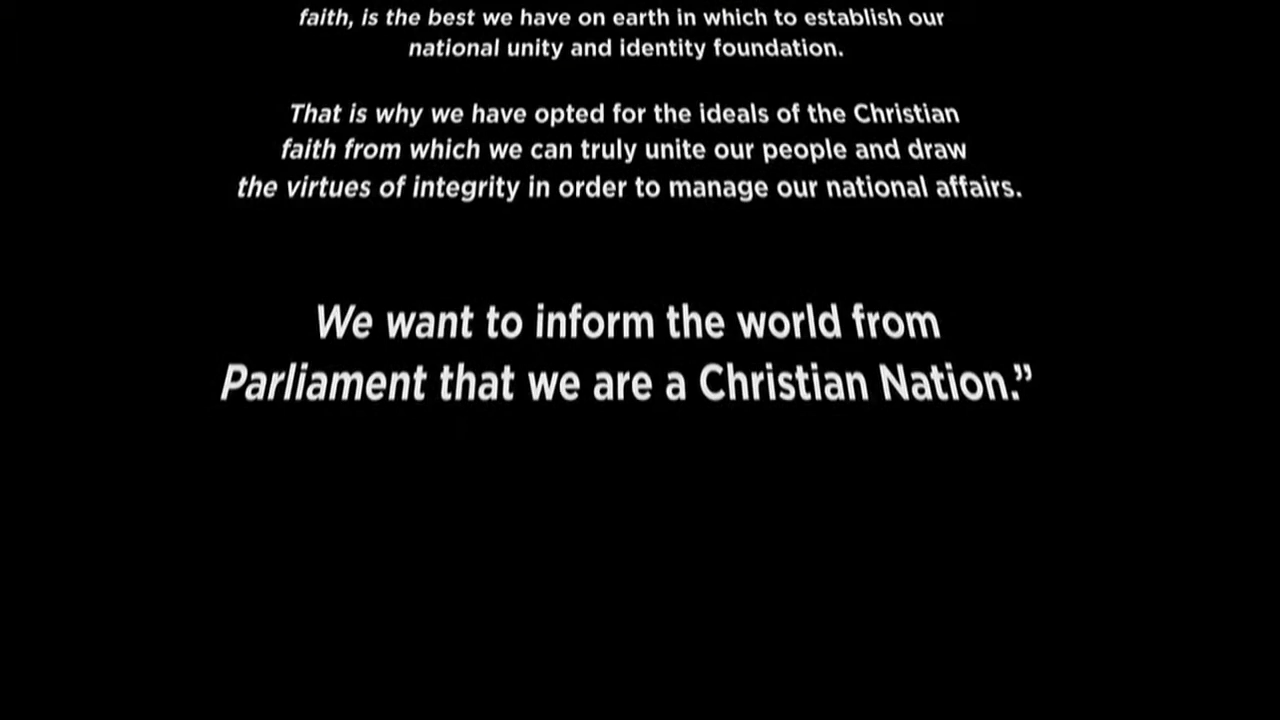 faith, is the best we have on earth in which to establish our
national unity and identity foundation.
That is why we have opted for the ideals of the Christian
faith from which we can truly unite our people and draw
the virtues of integrity in order to manage our national affairs.
We want to inform the world from
Parliament that we are a Christian Nation.”